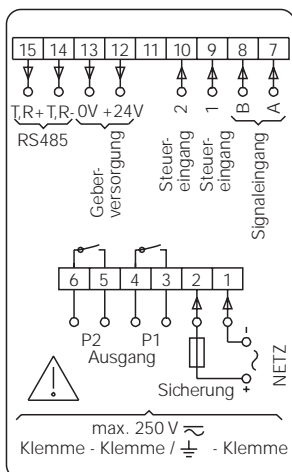 15 14 13 12 11 10 9 8 7
T,R+ T,R- 0V +24V 2 1 B A
RS485
Geber-
versorgung
Steuer-
eingang
Steuer-
eingang
Signaleingang
6 5 4 3 2 1
P2 P1
Ausgang
Sicherung
- ~ +
NETZ
max. 250 V ⎓
Klemme - Klemme / ⏚ - Klemme